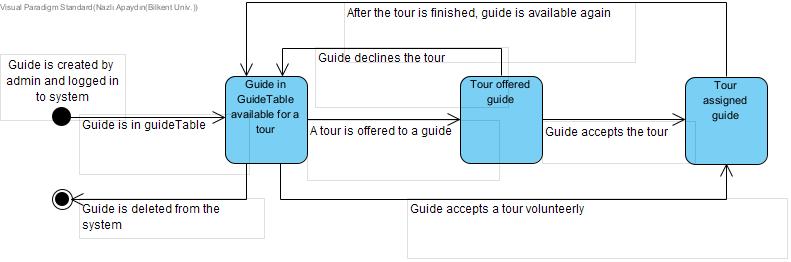 Visual Paradigm Standard(Nazlı Apaydın(Bilkent Univ.))
After the tour is finished, guide is available again
Guide declines the tour
Guide is created by
admin and logged in
to system
Guide in
GuideTable
available for a
tour
Tour offered
guide
Tour
assigned
guide
Guide is in guideTable
A tour is offered to a guide
Guide accepts the tour
Guide is deleted from the
system
Guide accepts a tour volunteerly